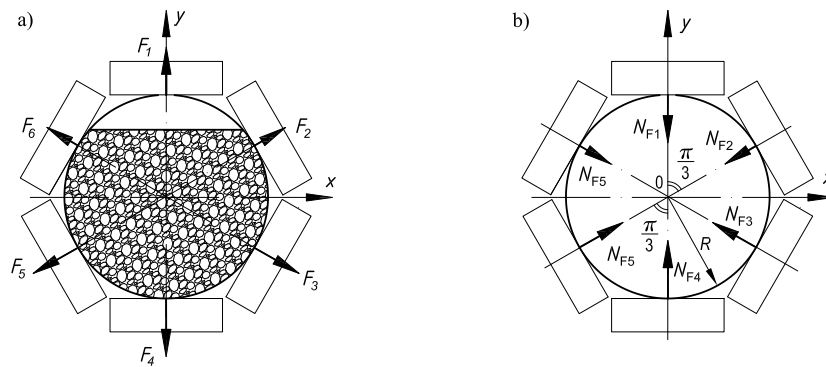 a)
y
F1
F6
F2
x
F5
F3
F4
b)
y
NF1
NF2
π/3
NF5
0
x
π/3
NF3
NF5
R
NF4